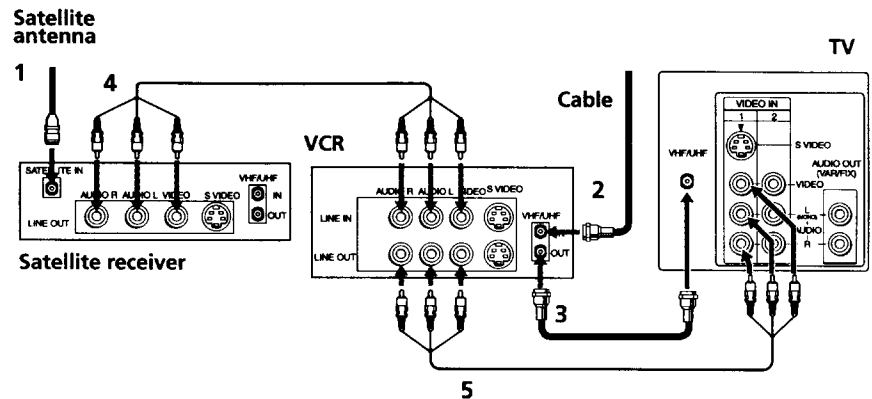 Satellite
antenna
1
4
SATELLITE IN
VHF/UHF
IN
OUT
AUDIO R AUDIO L VIDEO S VIDEO
LINE OUT
Satellite receiver
VCR
AUDIO R AUDIO L VIDEO S VIDEO
LINE IN
LINE OUT
VHF/UHF
IN
OUT
Cable
2
3
5
TV
VHF/UHF
VIDEO IN
1 2
S VIDEO
VIDEO
L
(MONO)
AUDIO
R
AUDIO OUT
(VAR/FIX)